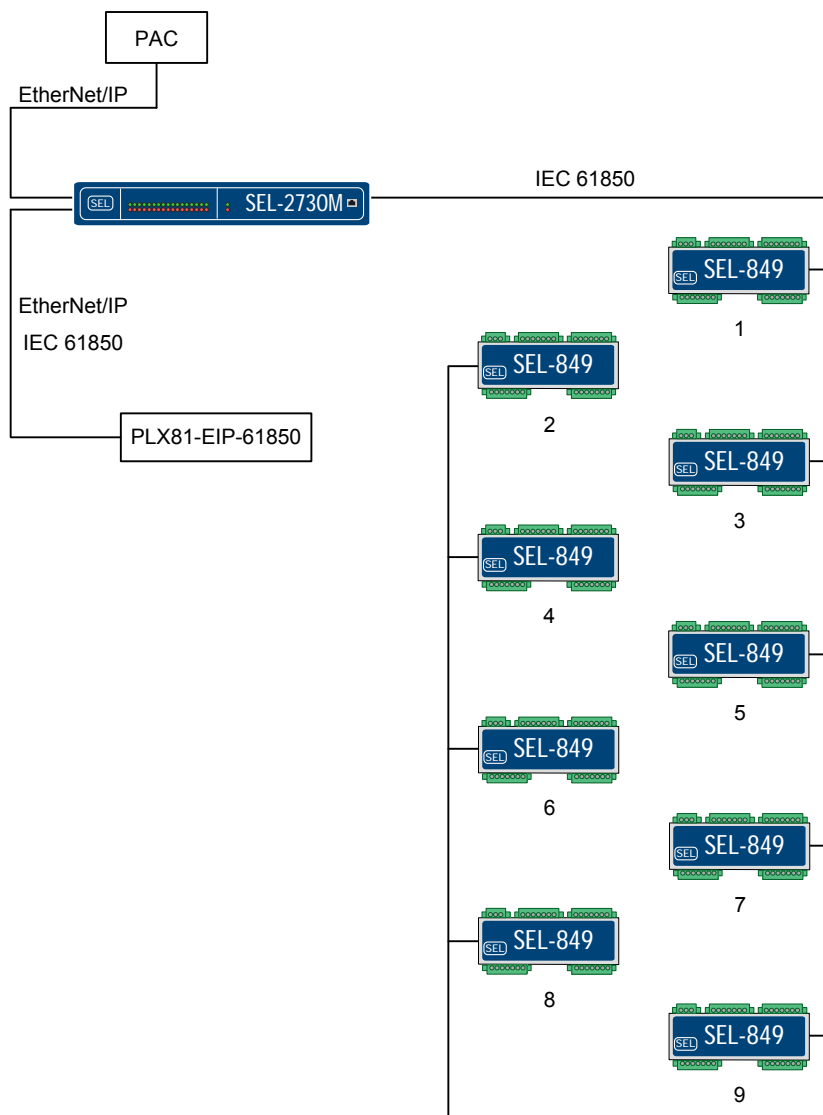 PAC
EtherNet/IP
IEC 61850
SEL SEL-2730M
EtherNet/IP
IEC 61850
PLX81-EIP-61850
SEL SEL-849
1
SEL SEL-849
2
SEL SEL-849
3
SEL SEL-849
4
SEL SEL-849
5
SEL SEL-849
6
SEL SEL-849
7
SEL SEL-849
8
SEL SEL-849
9